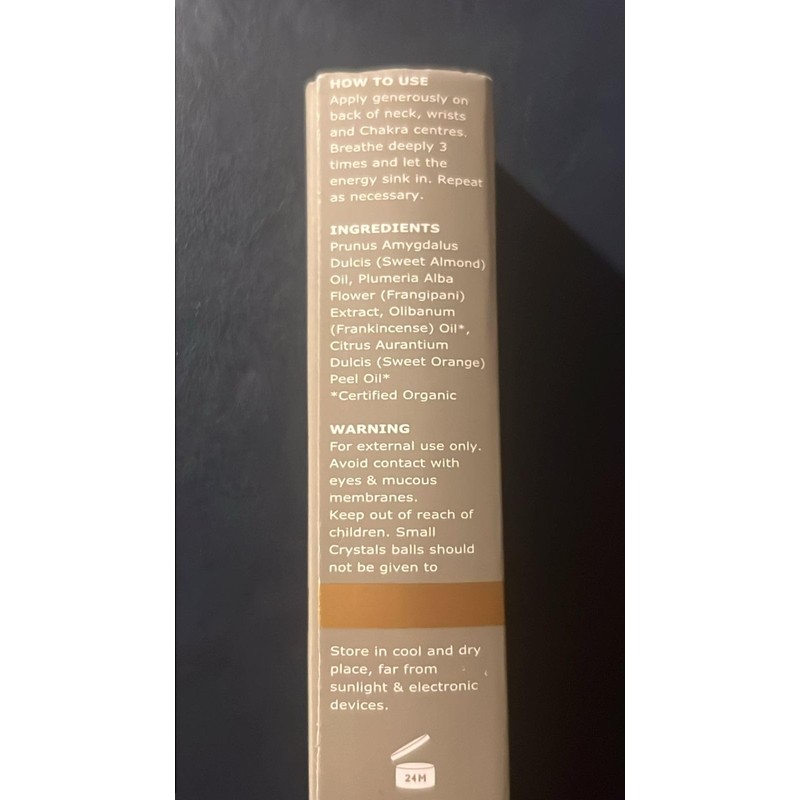 HOW TO USE
Apply generously on
back of neck, wrists
and Chakra centres.
Breathe deeply 3
times and let the
energy sink in. Repeat
as necessary.
INGREDIENTS
Prunus Amygdalus
Dulcis (Sweet Almond)
Oil, Plumeria Alba
Flower (Frangipani)
Extract, Olibanum
(Frankincense) Oil*,
Citrus Aurantium
Dulcis (Sweet Orange)
Peel Oil*
*Certified Organic
WARNING
For external use only.
Avoid contact with
eyes & mucous
membranes.
Keep out of reach of
children. Small
Crystals balls should
not be given to
Store in cool and dry
place, far from
sunlight & electronic
devices.
24M